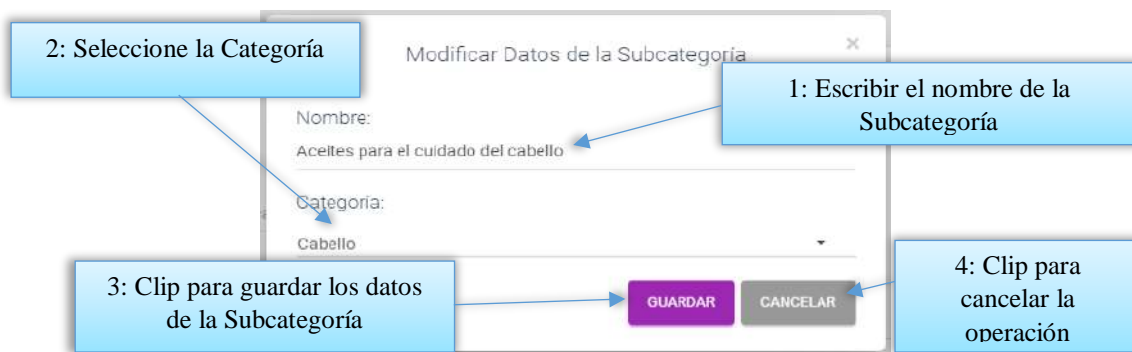 2: Seleccione la Categoría
Modificar Datos de la Subcategoría
×
1: Escribir el nombre de la
Subcategoría
Nombre:
Aceites para el cuidado del cabello
Categoría:
Cabello
3: Clip para guardar los datos
de la Subcategoría
GUARDAR
CANCELAR
4: Clip para
cancelar la
operación